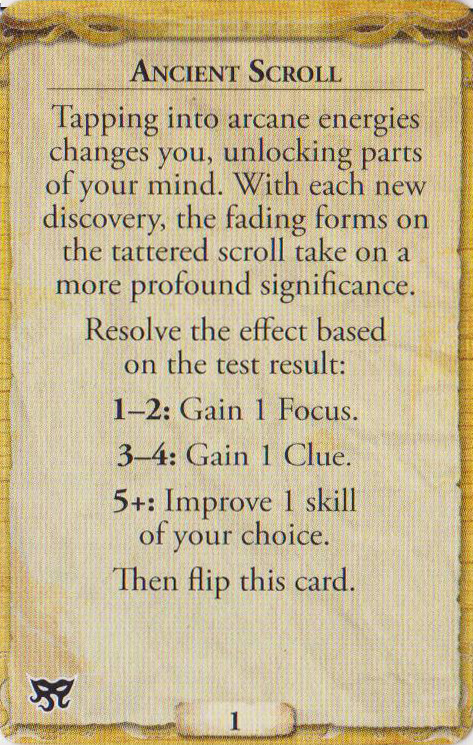 Ancient Scroll
Tapping into arcane energies
changes you, unlocking parts
of your mind. With each new
discovery, the fading forms on
the tattered scroll take on a
more profound significance.
Resolve the effect based
on the test result:
1–2: Gain 1 Focus.
3–4: Gain 1 Clue.
5+: Improve 1 skill
of your choice.
Then flip this card.
1